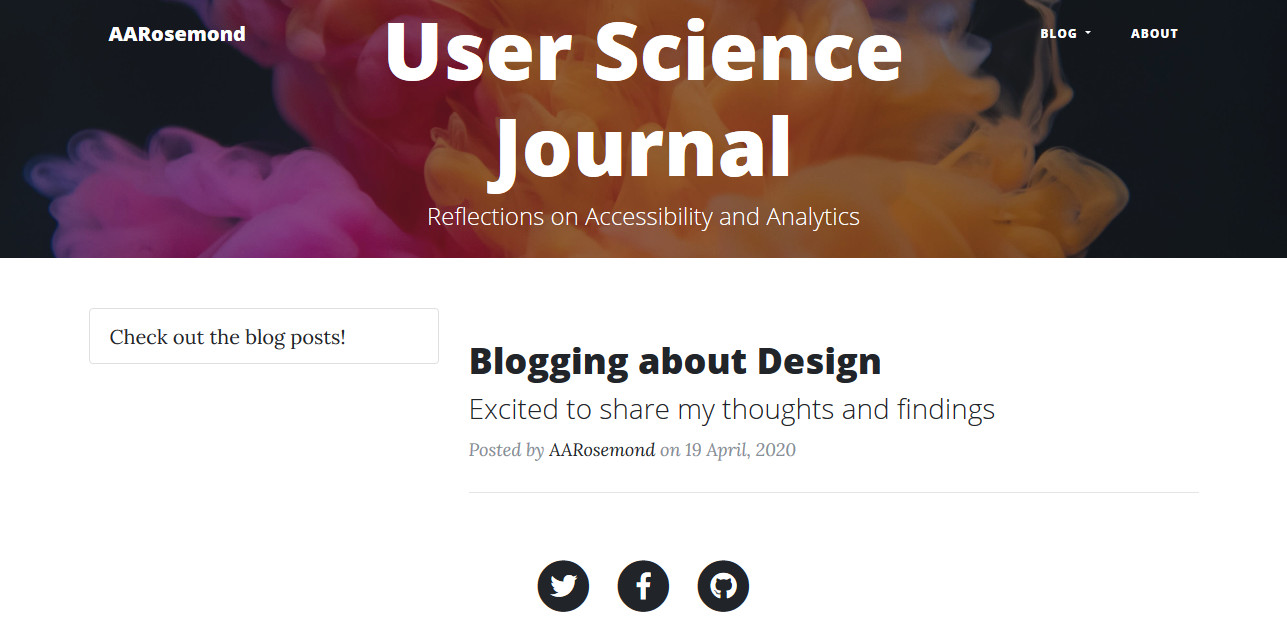 AARosemond
BLOG
ABOUT
User Science
Journal
Reflections on Accessibility and Analytics
Check out the blog posts!
Blogging about Design
Excited to share my thoughts and findings
Posted by AARosemond on 19 April, 2020